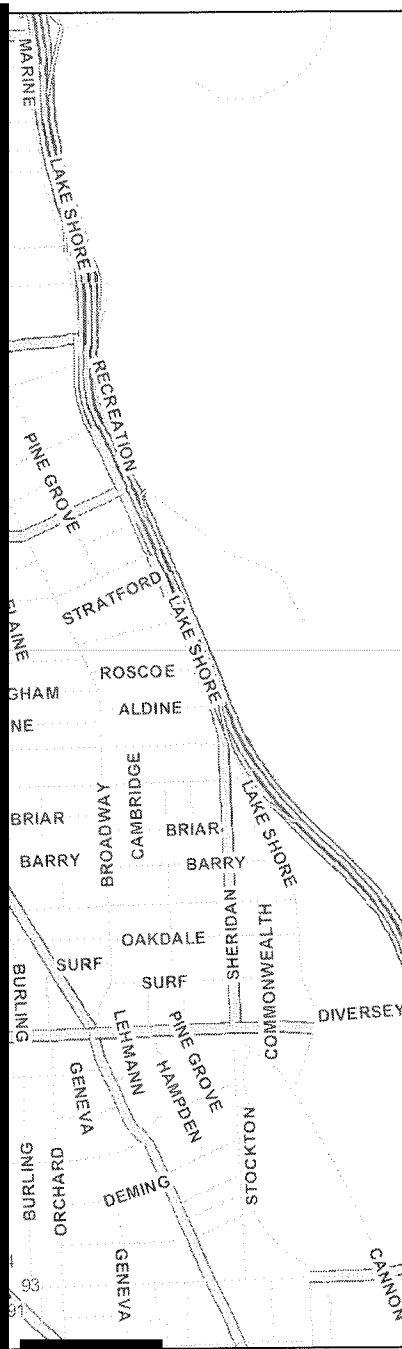 MARINE
LAKE SHORE
RECREATION
PINE GROVE
STRATFORD
ELAINE
LAKE SHORE
ROSCOE
GHAM
ALDINE
NE
BROADWAY
CAMBRIDGE
LAKE SHORE
BRIAR
BRIAR
BARRY
BARRY
SHERIDAN
COMMONWEALTH
OAKDALE
SURF
SURF
BURLING
LEHMANN
PINE GROVE
DIVERSEY
GENEVA
HAMPDEN
BURLING
ORCHARD
DEMING
STOCKTON
GENEVA
CANNON
93
91